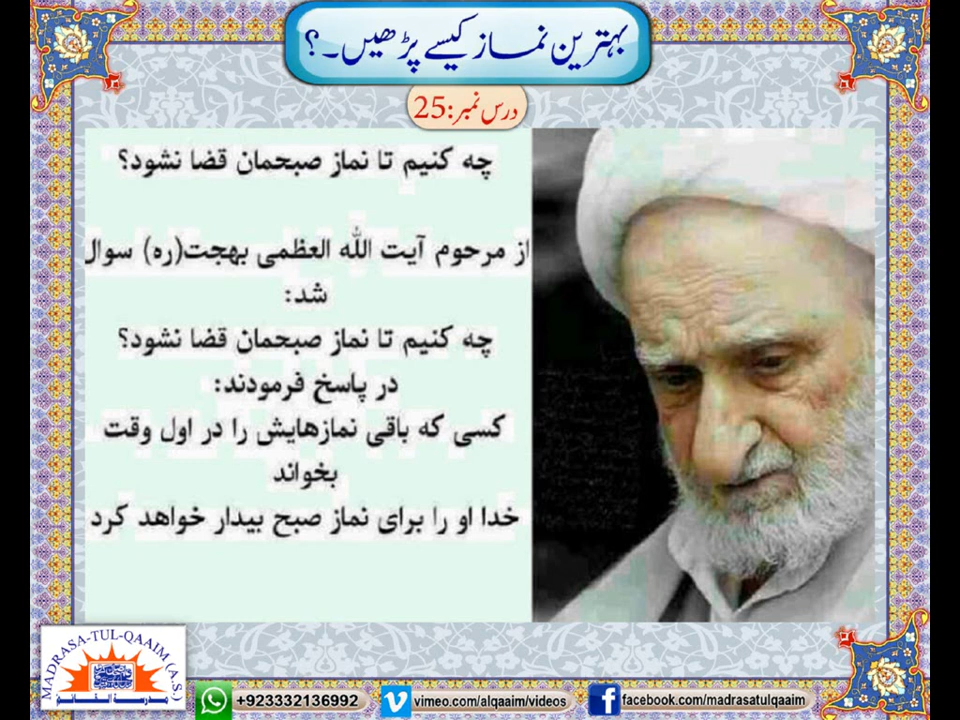 بہترین نماز کیسے پڑھیں۔؟
درس نمبر:25
چه کنیم تا نماز صبحمان قضا نشود؟
از مرحوم آیت الله العظمی بهجت(ره) سوال
شد:
چه کنیم تا نماز صبحمان قضا نشود؟
در پاسخ فرمودند:
کسی که باقی نمازهایش را در اول وقت
بخواند
خدا او را برای نماز صبح بیدار خواهد کرد
MADRASA-TUL-QAAIM (A.S)
مدرسة القائم
+923332136992
vimeo.com/alqaaim/videos
facebook.com/madrasatulqaaim